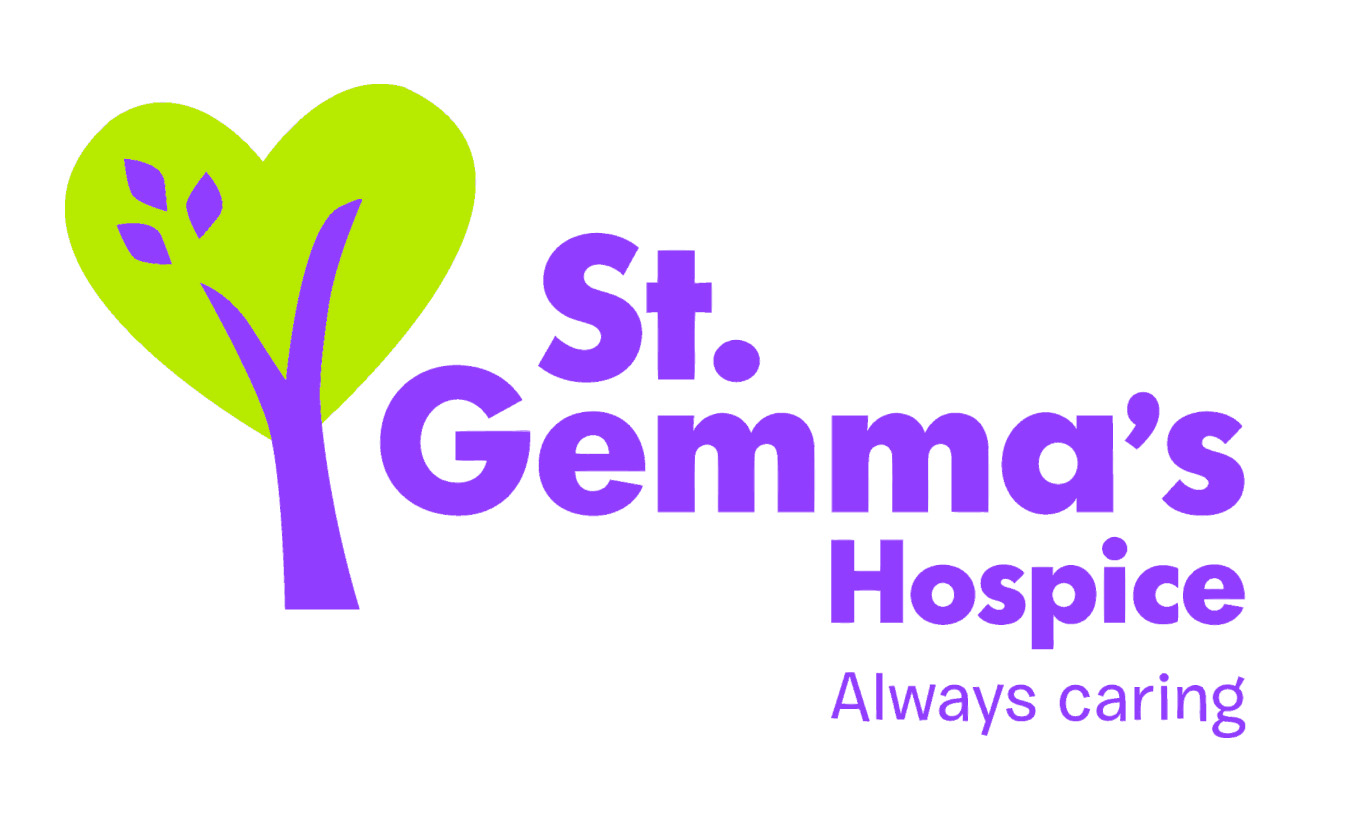 St.
Gemma’s
Hospice
Always caring